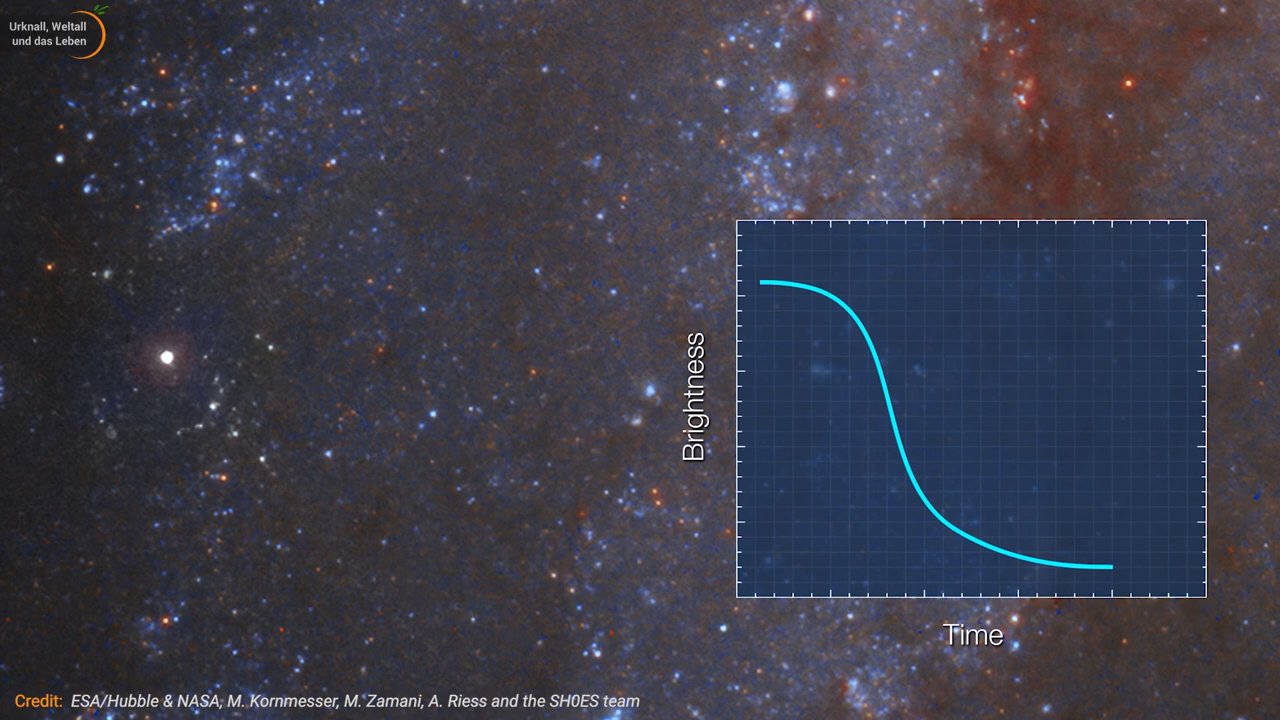 Urknall, Weltall
und das Leben
Brightness
Time
Credit: ESA/Hubble & NASA, M. Kornmesser, M. Zamani, A. Riess and the SH0ES team